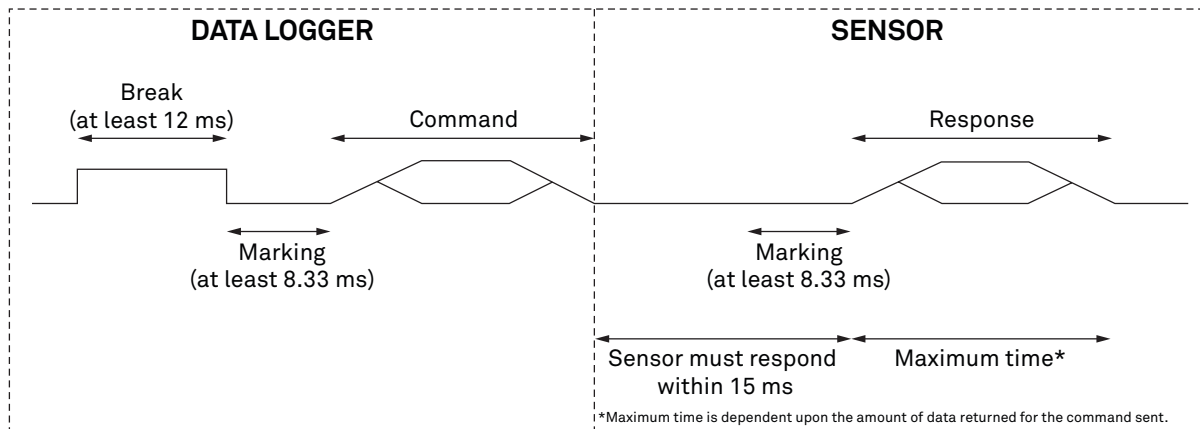 DATA LOGGER
SENSOR
Break
(at least 12 ms)
Command
Response
Marking
(at least 8.33 ms)
Marking
(at least 8.33 ms)
Sensor must respond
within 15 ms
Maximum time*
*Maximum time is dependent upon the amount of data returned for the command sent.